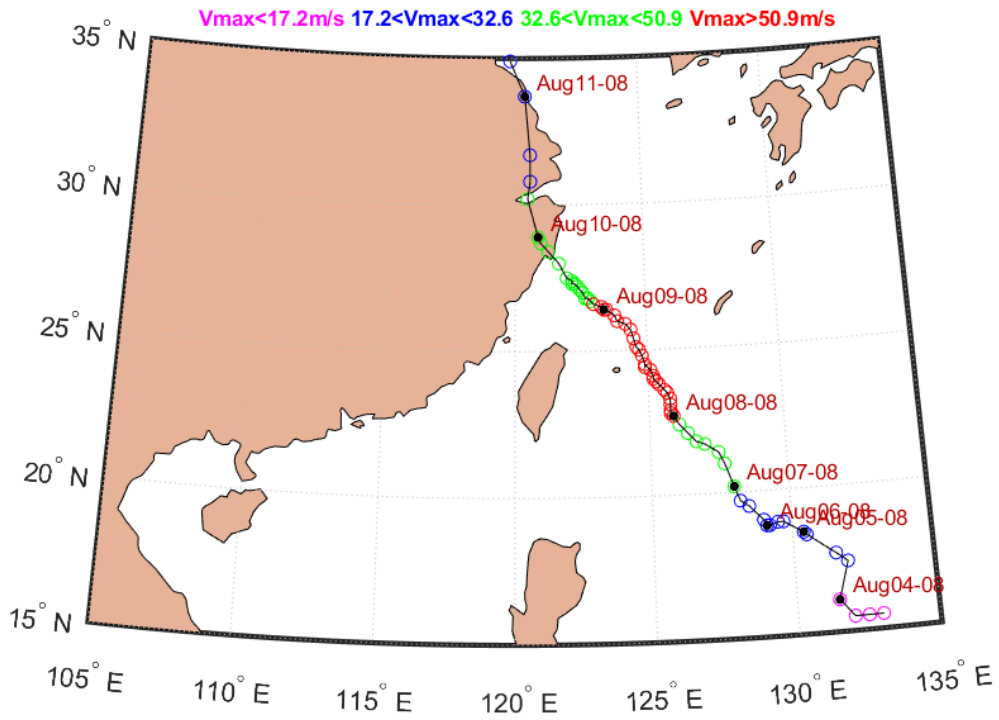 Vmax<17.2m/s 17.2<Vmax<32.6 32.6<Vmax<50.9 Vmax>50.9m/s
35° N
30° N
25° N
20° N
15° N
Aug11-08
Aug10-08
Aug09-08
Aug08-08
Aug07-08
Aug06-08
Aug05-08
Aug04-08
105° E
110° E
115° E
120° E
125° E
130° E
135° E